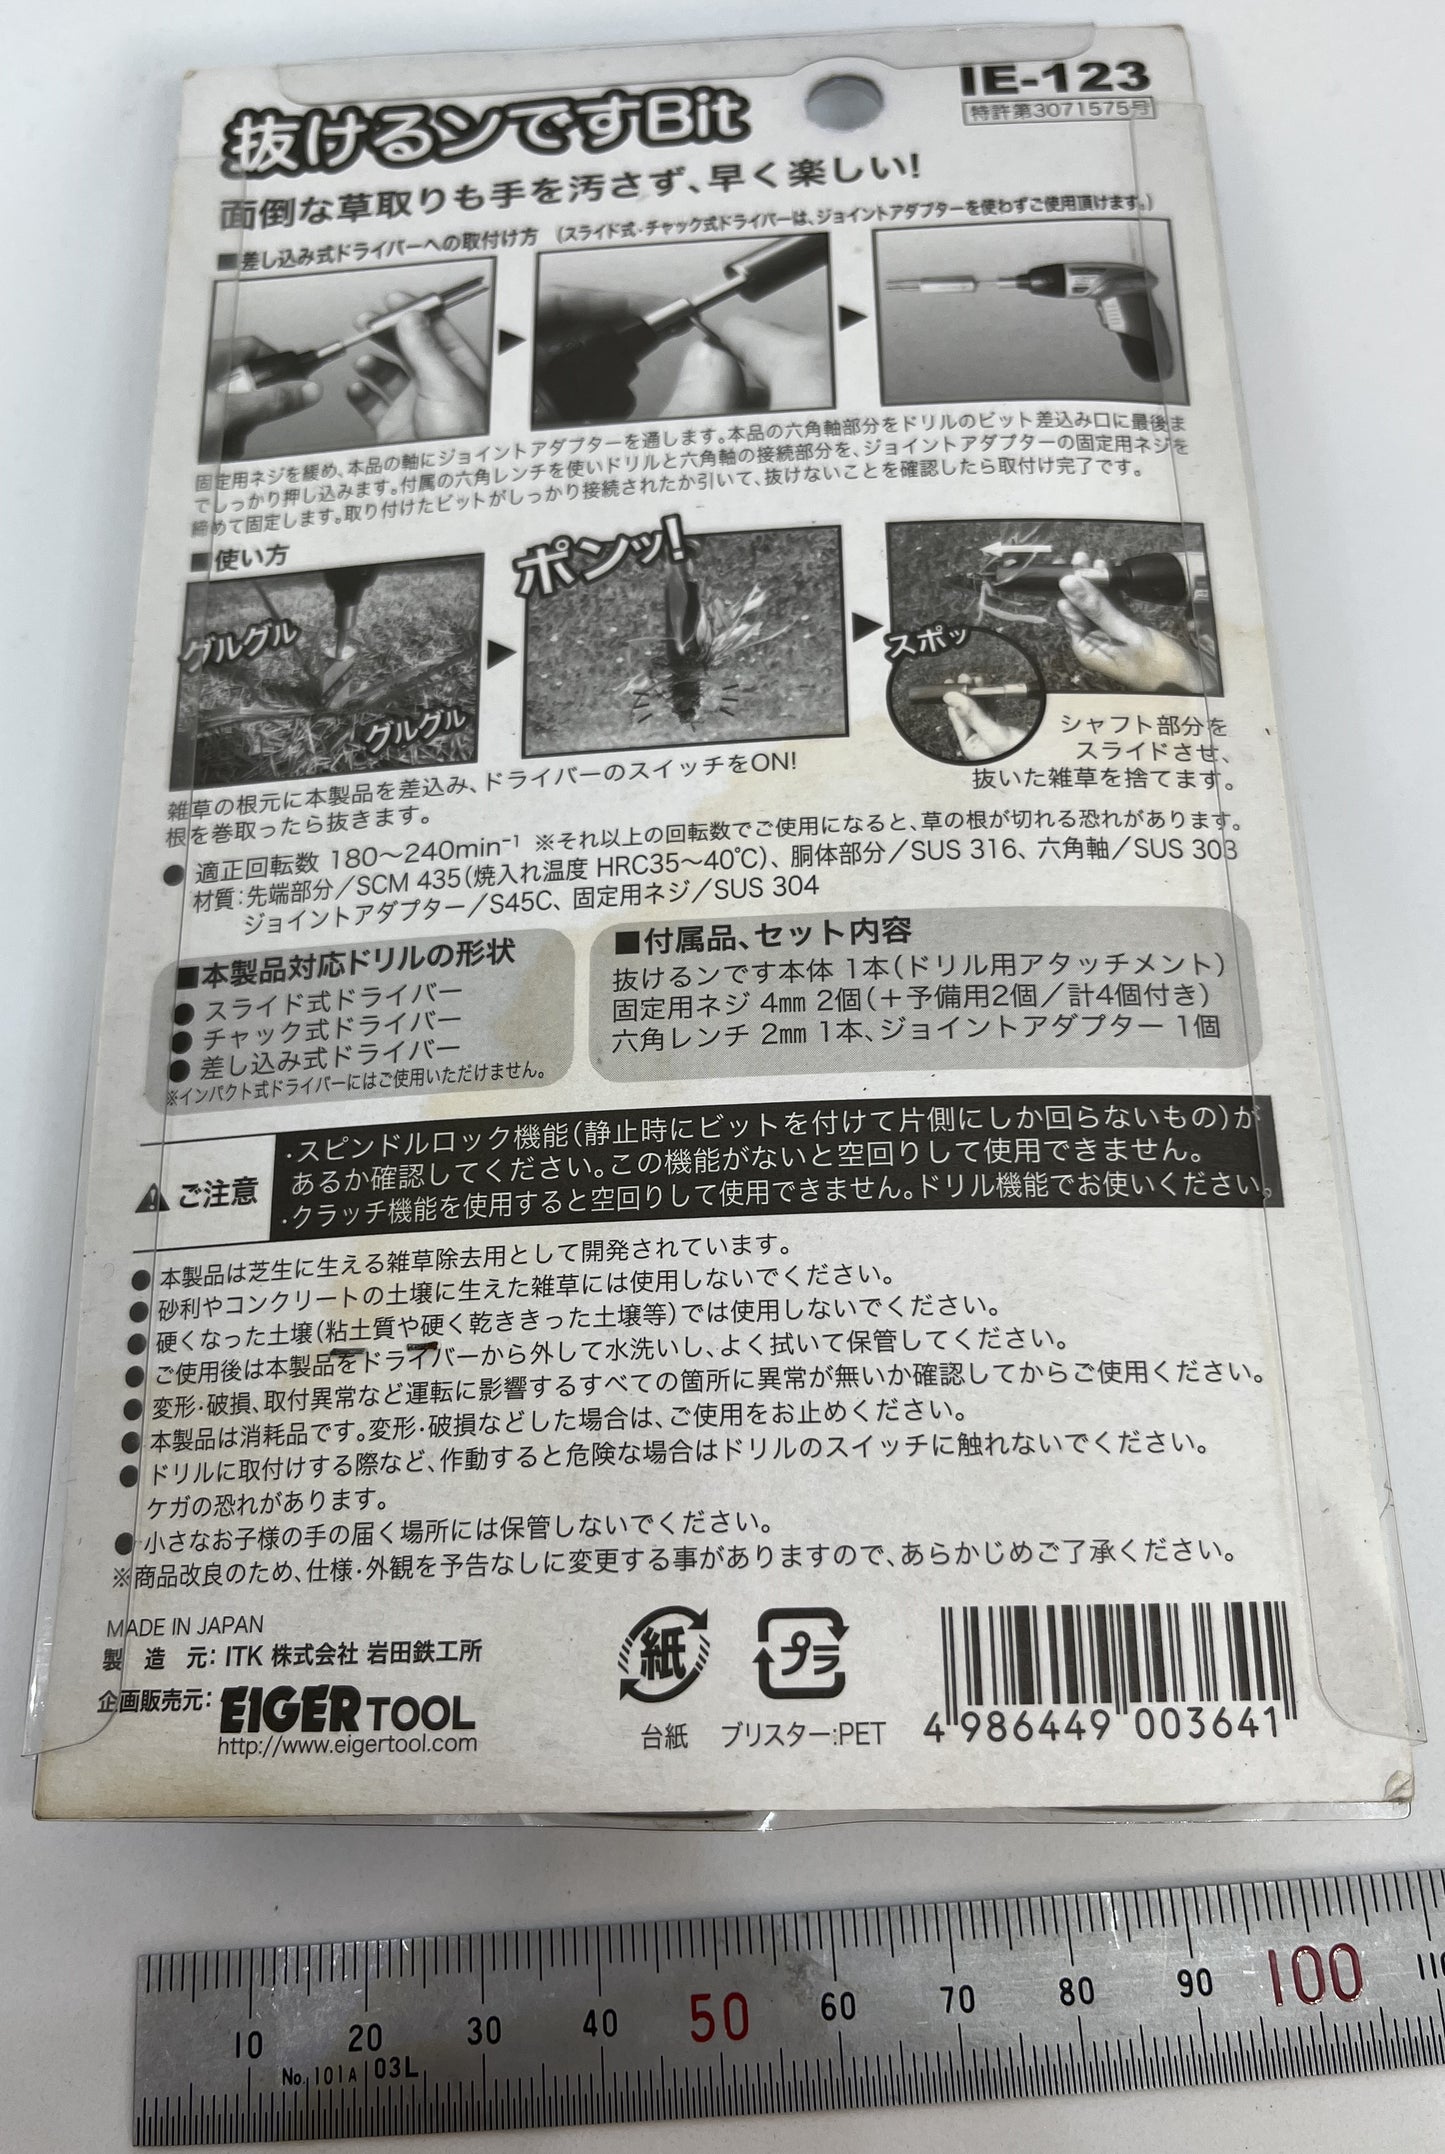 抜けるンですBit
IE-123
特許第3071575号
面倒な草取りも手を汚さず、早く楽しい!
■差し込み式ドライバーへの取付け方 (スライド式・チャック式ドライバーは、ジョイントアダプターを使わずご使用頂けます。)
固定用ネジを緩め、本品の軸にジョイントアダプターを通します。本品の六角軸部分をドリルのビット差込み口に最後ま
でしっかり押し込みます。付属の六角レンチを使いドリルと六角軸の接続部分を、ジョイントアダプターの固定用ネジを
締めて固定します。取り付けたビットがしっかり接続されたか引いて、抜けないことを確認したら取付け完了です。
■使い方
グルグル
グルグル
ポンッ!
スポッ
シャフト部分を
スライドさせ、
抜いた雑草を捨てます。
雑草の根元に本製品を差込み、ドライバーのスイッチをON!
根を巻取ったら抜きます。
● 適正回転数 180〜240min⁻¹ ※それ以上の回転数でご使用になると、草の根が切れる恐れがあります。
材質:先端部分/SCM 435(焼入れ温度 HRC35〜40℃)、胴体部分/SUS 316、六角軸/SUS 303
ジョイントアダプター/S45C、固定用ネジ/SUS 304
■本製品対応ドリルの形状
● スライド式ドライバー
● チャック式ドライバー
● 差し込み式ドライバー
※インパクト式ドライバーにはご使用いただけません。
■付属品、セット内容
抜けるンです本体 1本(ドリル用アタッチメント)
固定用ネジ 4㎜ 2個(+予備用2個/計4個付き)
六角レンチ 2㎜ 1本、ジョイントアダプター 1個
ご注意
・スピンドルロック機能(静止時にビットを付けて片側にしか回らないもの)が
あるか確認してください。この機能がないと空回りして使用できません。
・クラッチ機能を使用すると空回りして使用できません。ドリル機能でお使いください。
● 本製品は芝生に生える雑草除去用として開発されています。
● 砂利やコンクリートの土壌に生えた雑草には使用しないでください。
● 硬くなった土壌(粘土質や硬く乾ききった土壌等)では使用しないでください。
● ご使用後は本製品をドライバーから外して水洗いし、よく拭いて保管してください。
● 変形・破損、取付異常など運転に影響するすべての箇所に異常が無いか確認してからご使用ください。
● 本製品は消耗品です。変形・破損などした場合は、ご使用をお止めください。
● ドリルに取付けする際など、作動すると危険な場合はドリルのスイッチに触れないでください。
ケガの恐れがあります。
● 小さなお子様の手の届く場所には保管しないでください。
※商品改良のため、仕様・外観を予告なしに変更する事がありますので、あらかじめご了承ください。
MADE IN JAPAN
製 造 元: ITK 株式会社 岩田鉄工所
企画販売元: EIGER TOOL
http://www.eigertool.com
紙
台紙
プラ
ブリスター:PET
4 986449 003641
10 20 30 40 50 60 70 80 90 100 110
No. 101A 03L